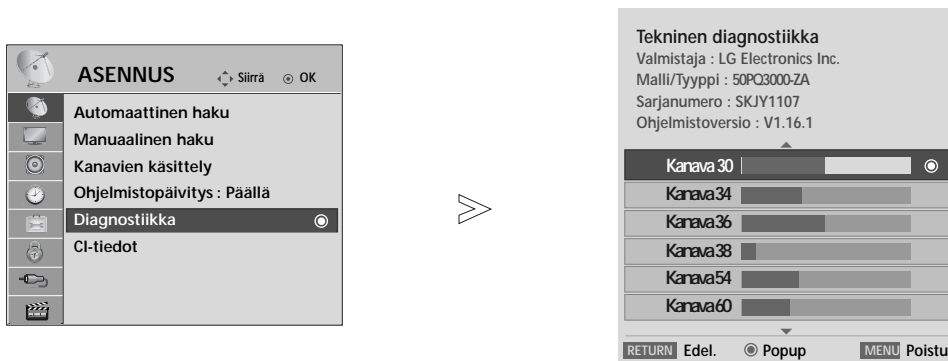 ASENNUS
Siirrä
OK
Automaattinen haku
Manuaalinen haku
Kanavien käsittely
Ohjelmistopäivitys : Päällä
Diagnostiikka
CI-tiedot
Tekninen diagnostiikka
Valmistaja : LG Electronics Inc.
Malli/Tyyppi : 50PQ3000-ZA
Sarjanumero : SKJY1107
Ohjelmistoversio : V1.16.1
Kanava 30
Kanava 34
Kanava 36
Kanava 38
Kanava 54
Kanava 60
RETURN Edel. Popup MENU Poistu